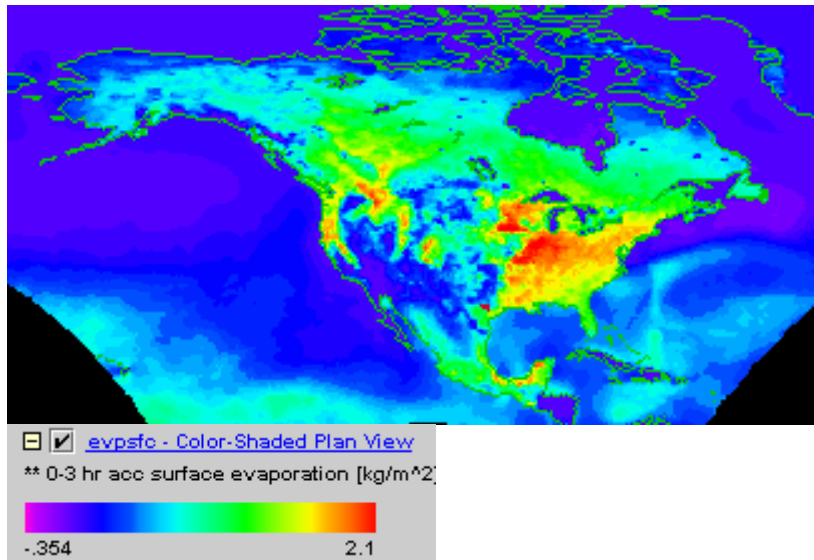 evpsfc - Color-Shaded Plan View
** 0-3 hr acc surface evaporation [kg/m^2]
-.354 2.1